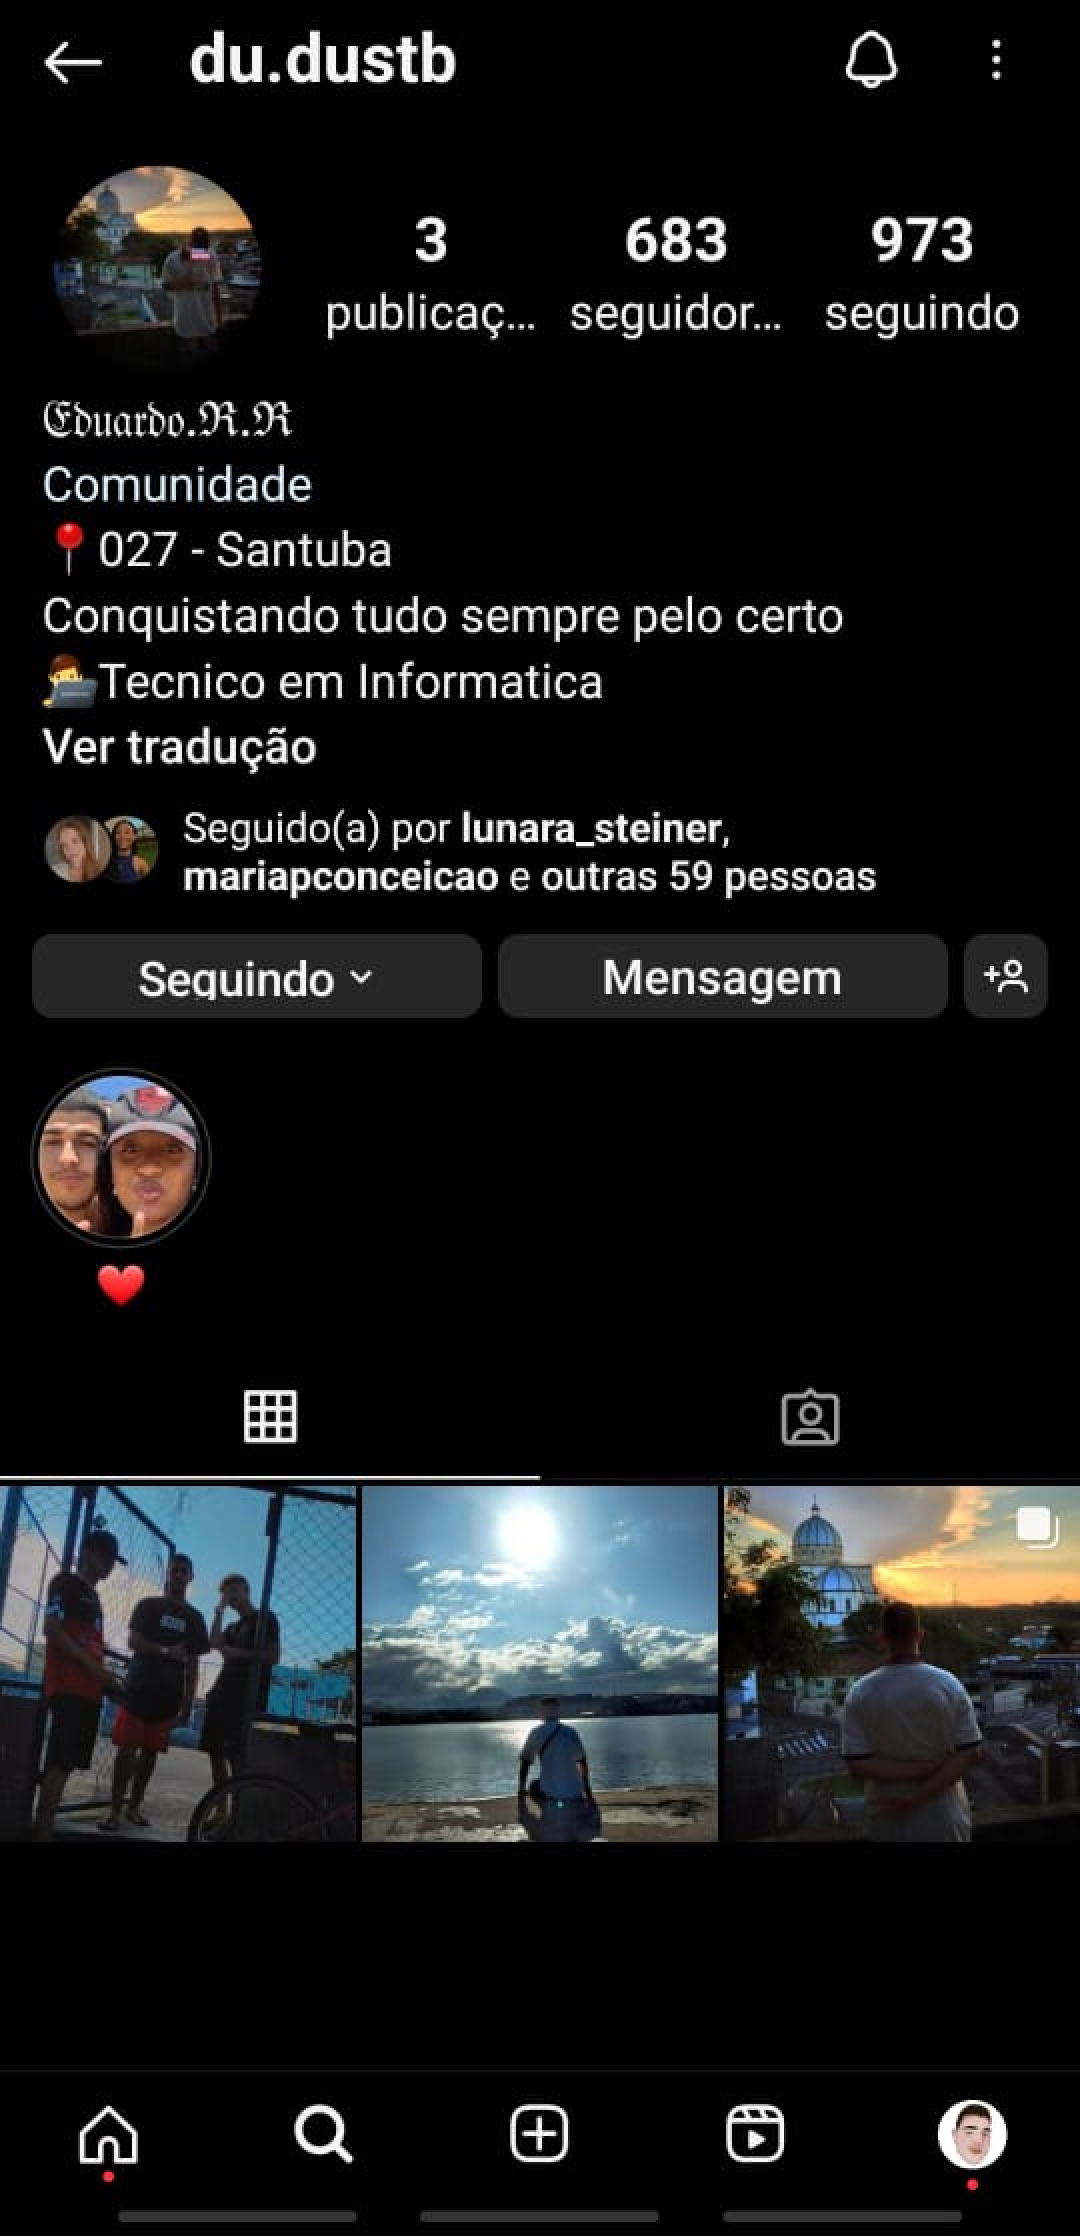 du.dustb
3
683
973
publicaç...
seguidor...
seguindo
𝕰𝖉𝖚𝖆𝖗𝖉𝖔.𝕽.𝕽
Comunidade
📍027 - Santuba
Conquistando tudo sempre pelo certo
👨‍💻Tecnico em Informatica
Ver tradução
Seguido(a) por lunara_steiner,
mariapconceicao e outras 59 pessoas
Seguindo
Mensagem
❤️